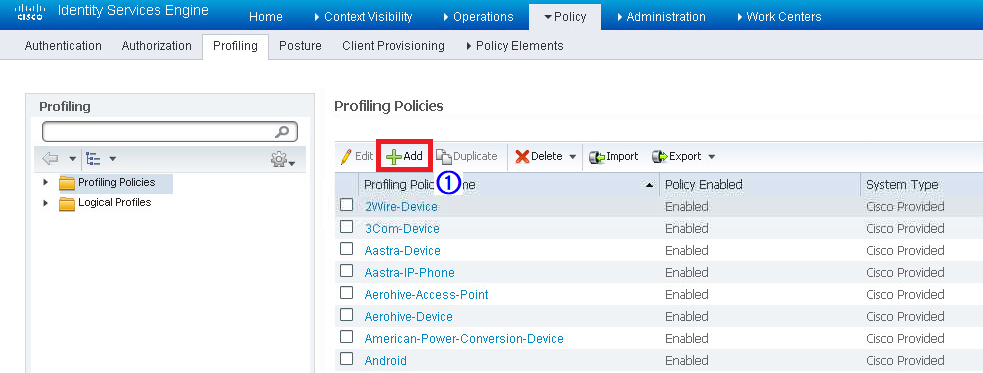 cisco Identity Services Engine Home Context Visibility Operations Policy Administration Work Centers
Authentication Authorization Profiling Posture Client Provisioning Policy Elements
Profiling
Profiling Policies
Logical Profiles
Profiling Policies
Edit Add Duplicate Delete Import Export
1
Profiling Polic me Policy Enabled System Type
2Wire-Device Enabled Cisco Provided
3Com-Device Enabled Cisco Provided
Aastra-Device Enabled Cisco Provided
Aastra-IP-Phone Enabled Cisco Provided
Aerohive-Access-Point Enabled Cisco Provided
Aerohive-Device Enabled Cisco Provided
American-Power-Conversion-Device Enabled Cisco Provided
Android Enabled Cisco Provided